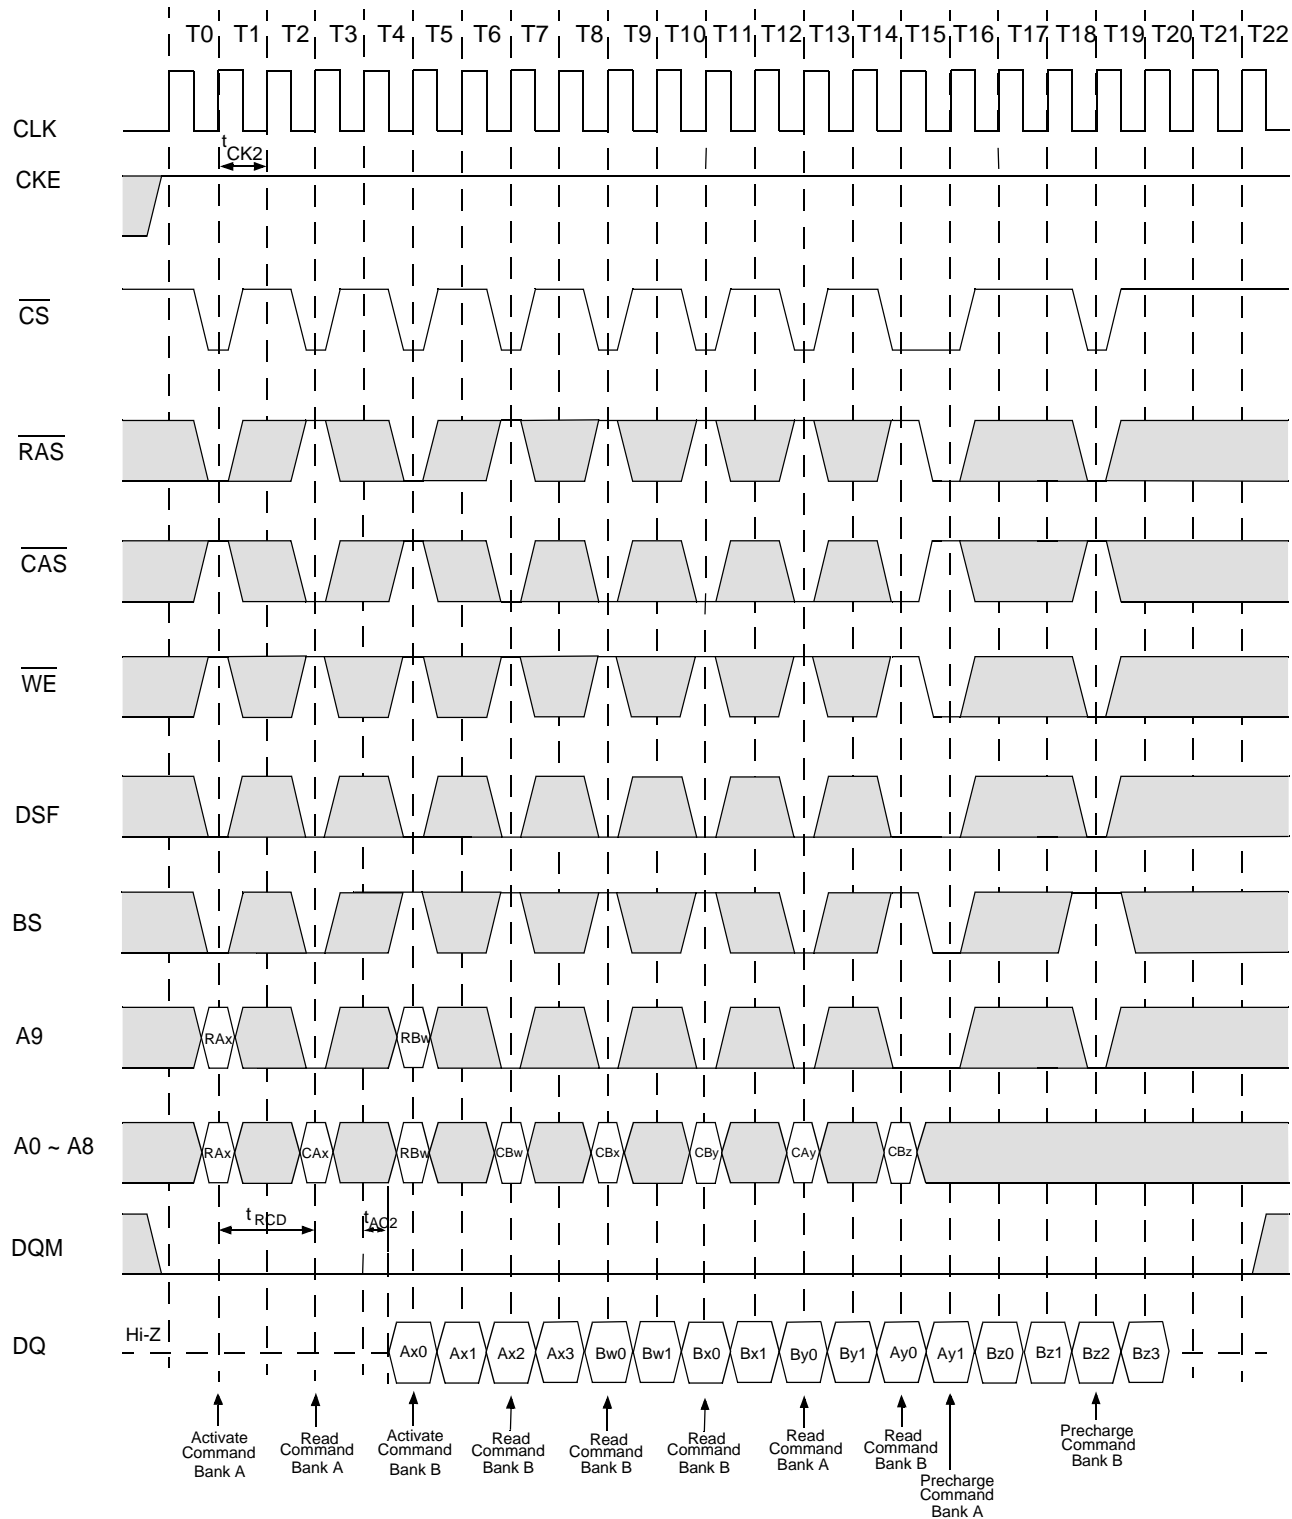 T0 T1 T2 T3 T4 T5 T6 T7 T8 T9 T10 T11 T12 T13 T14 T15 T16 T17 T18 T19 T20 T21 T22
CLK
tCK2
CKE
CS
RAS
CAS
WE
DSF
BS
A9
RAx RBw
A0 ~ A8
RAx CAx RBw CBw CBx CBy CAy CBz
tRCD tAC2
DQM
DQ
Hi-Z
Ax0 Ax1 Ax2 Ax3 Bw0 Bw1 Bx0 Bx1 By0 By1 Ay0 Ay1 Bz0 Bz1 Bz2 Bz3
Activate
Command
Bank A
Read
Command
Bank A
Activate
Command
Bank B
Read
Command
Bank B
Read
Command
Bank B
Read
Command
Bank B
Read
Command
Bank A
Read
Command
Bank B
Precharge
Command
Bank A
Precharge
Command
Bank B